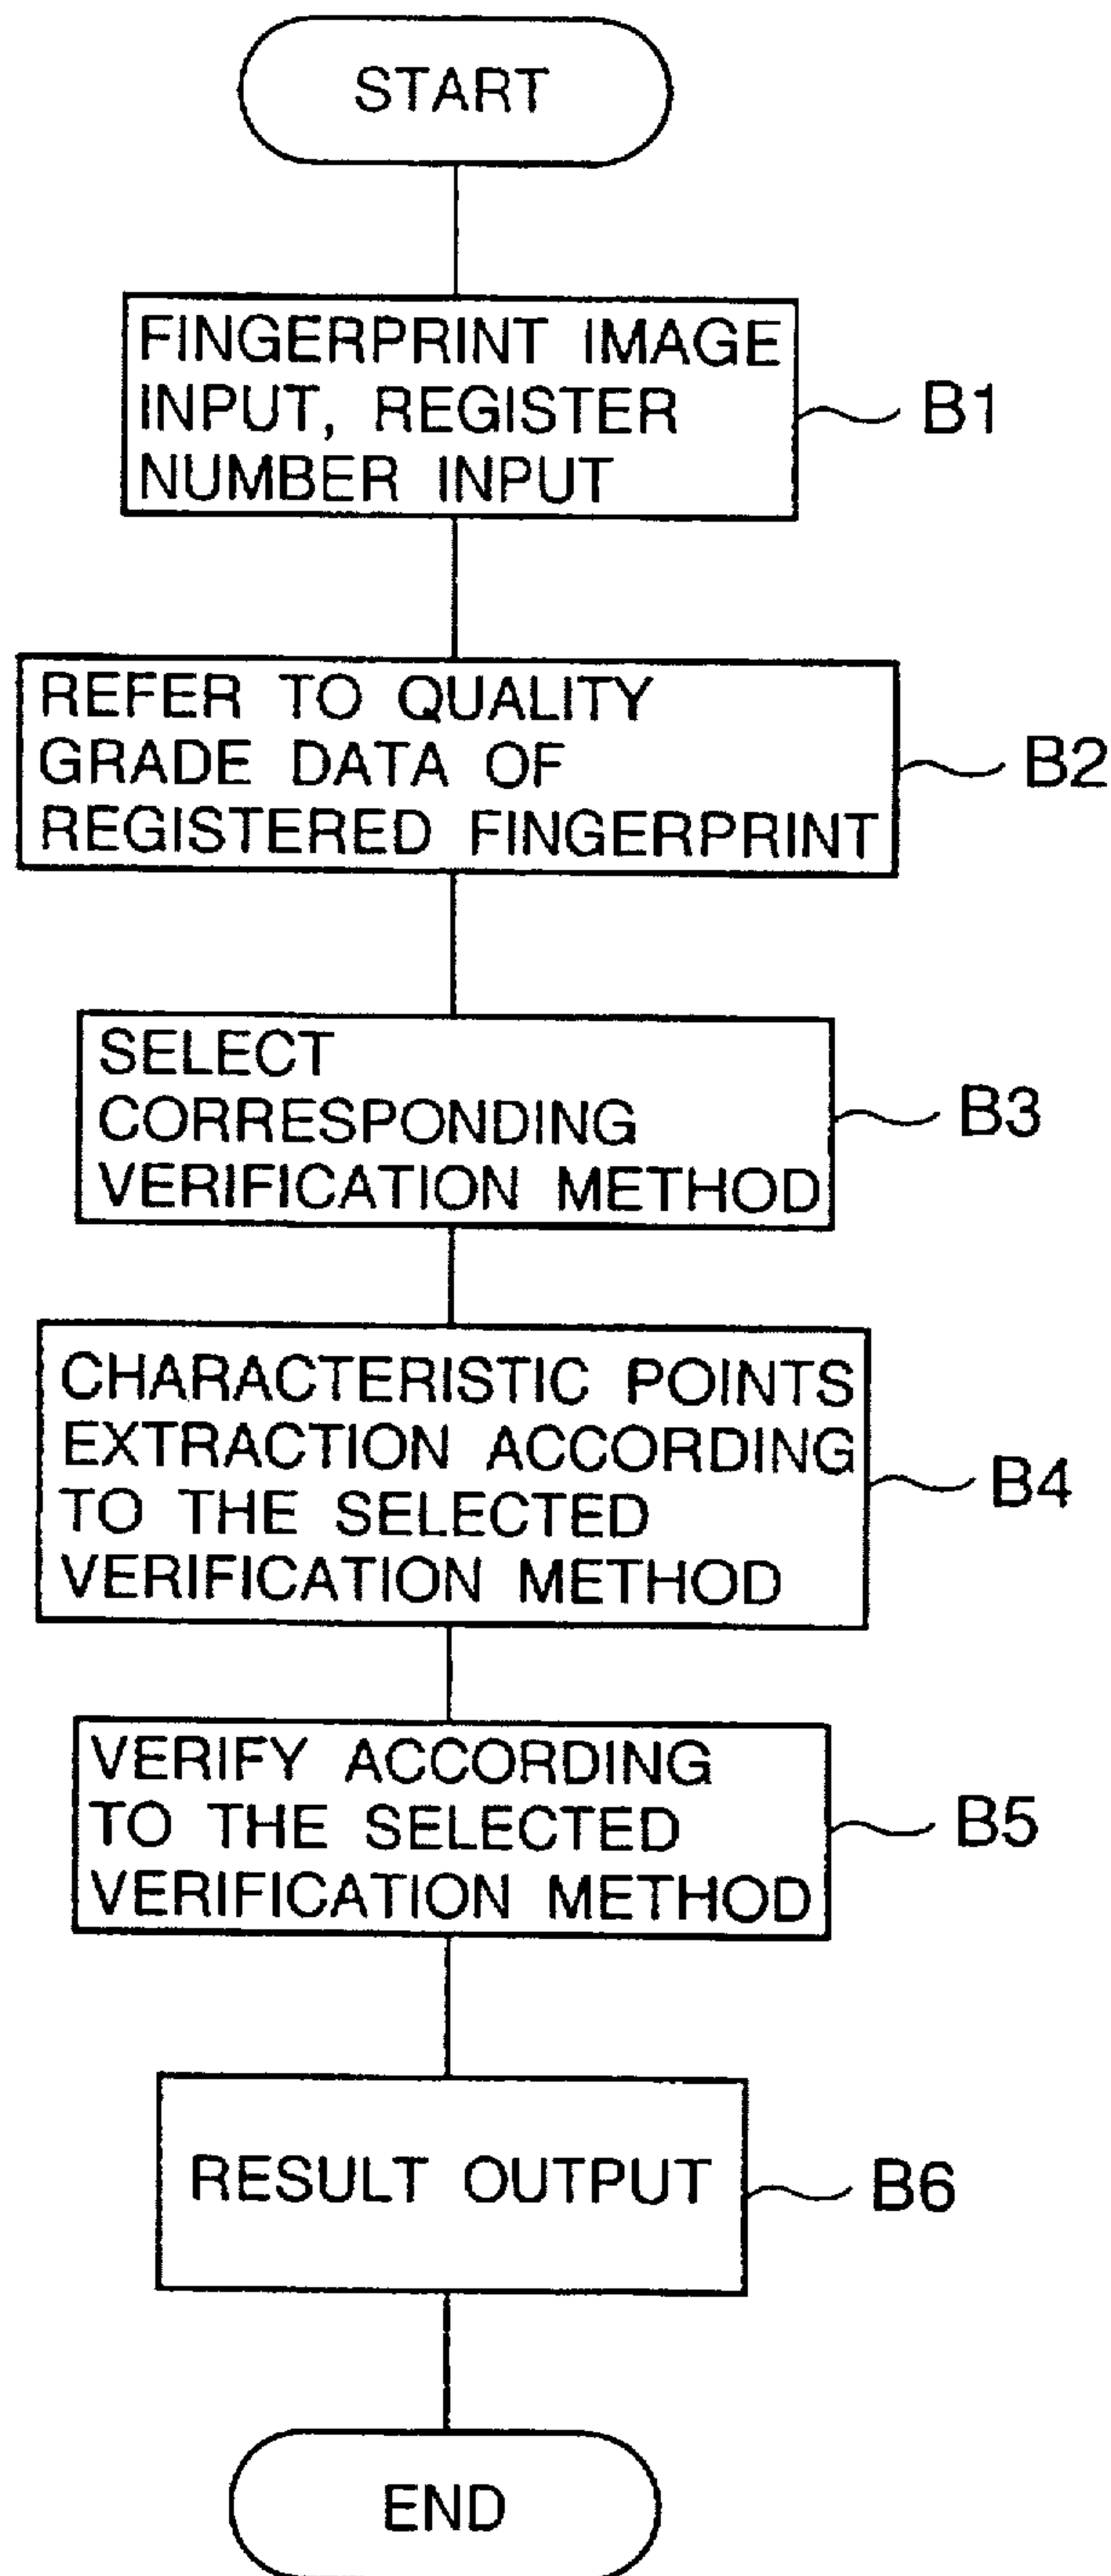 START
FINGERPRINT IMAGE
INPUT, REGISTER
NUMBER INPUT
B1
REFER TO QUALITY
GRADE DATA OF
REGISTERED FINGERPRINT
B2
SELECT
CORRESPONDING
VERIFICATION METHOD
B3
CHARACTERISTIC POINTS
EXTRACTION ACCORDING
TO THE SELECTED
VERIFICATION METHOD
B4
VERIFY ACCORDING
TO THE SELECTED
VERIFICATION METHOD
B5
RESULT OUTPUT
B6
END